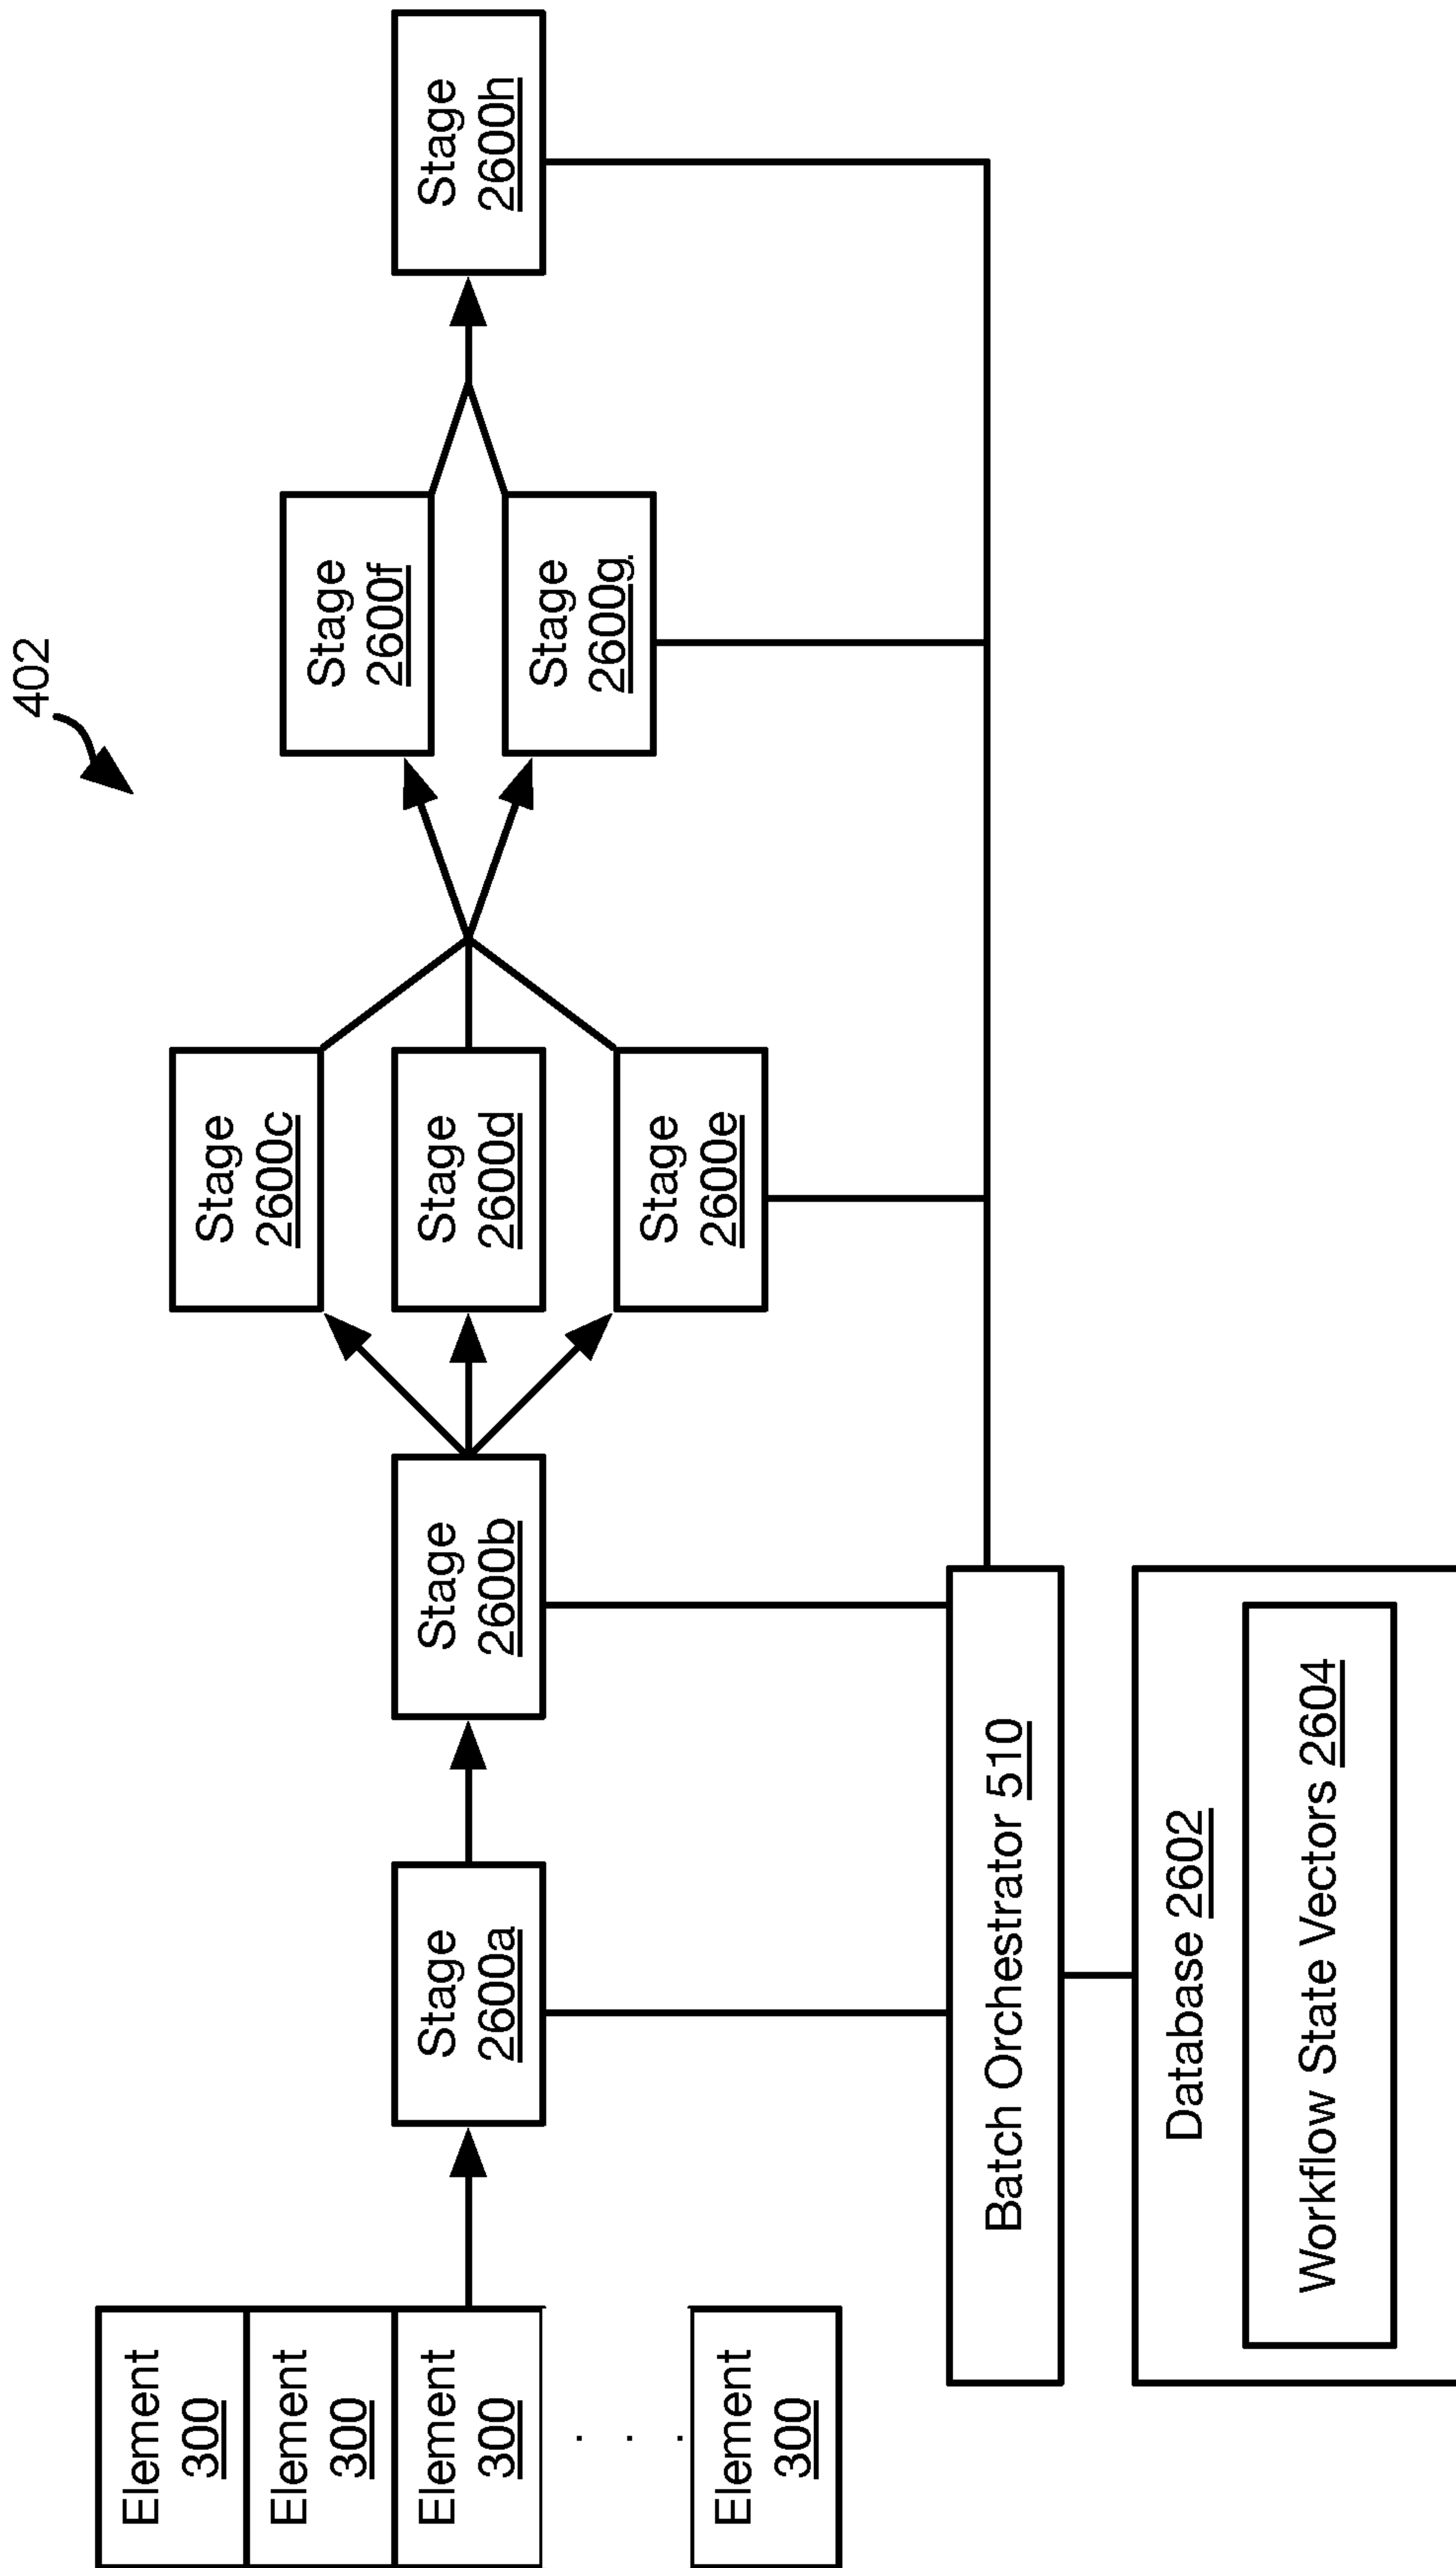 402
Element
300
Element
300
Element
300
. . .
Element
300
Stage
2600a
Stage
2600b
Stage
2600c
Stage
2600d
Stage
2600e
Stage
2600f
Stage
2600g
Stage
2600h
Batch Orchestrator 510
Database 2602
Workflow State Vectors 2604